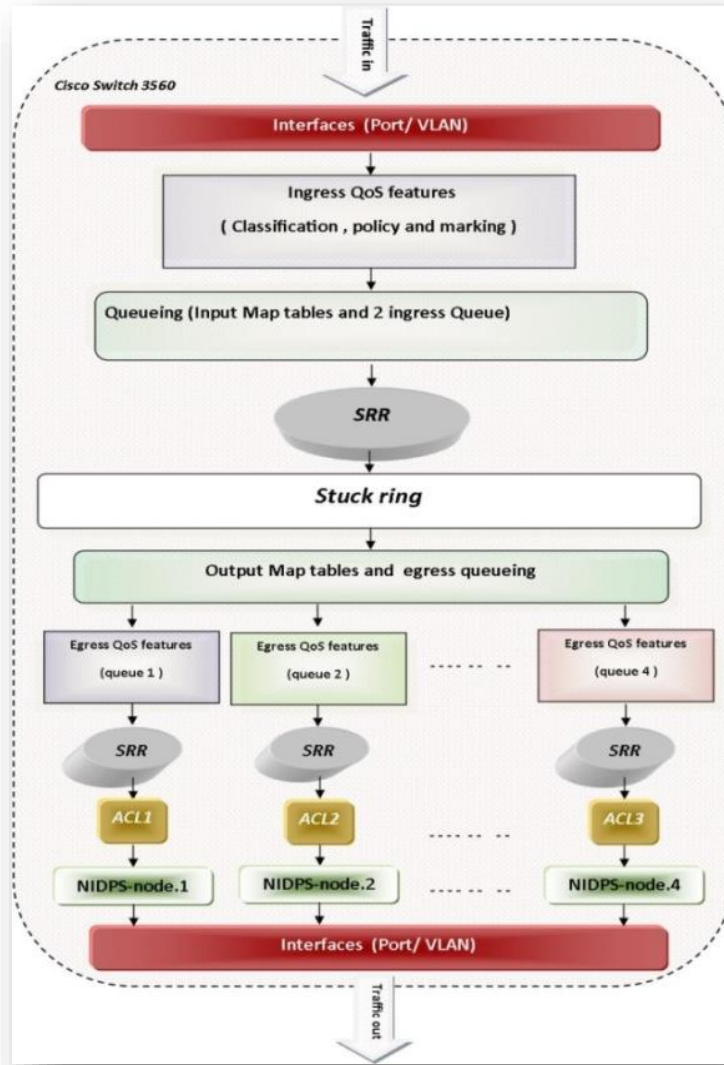 Traffic in
Cisco Switch 3560
Interfaces (Port/ VLAN)
Ingress QoS features
( Classification , policy and marking )
Queueing (Input Map tables and 2 ingress Queue)
SRR
Stuck ring
Output Map tables and egress queueing
Egress QoS features
(queue 1 )
Egress QoS features
(queue 2 )
Egress QoS features
(queue 4 )
SRR
SRR
SRR
ACL1
ACL2
ACL3
NIDPS-node.1
NIDPS-node.2
NIDPS-node.4
Interfaces (Port/ VLAN)
Traffic out